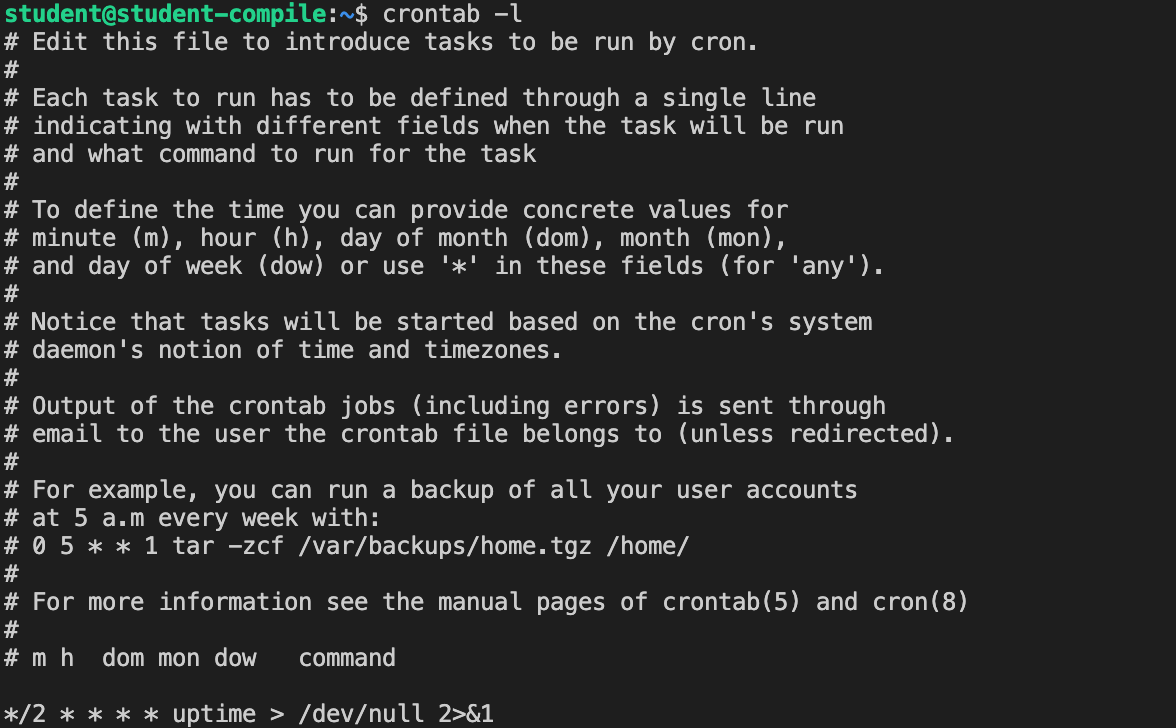 student@student-compile:~$ crontab -l
# Edit this file to introduce tasks to be run by cron.
#
# Each task to run has to be defined through a single line
# indicating with different fields when the task will be run
# and what command to run for the task
#
# To define the time you can provide concrete values for
# minute (m), hour (h), day of month (dom), month (mon),
# and day of week (dow) or use '*' in these fields (for 'any').
#
# Notice that tasks will be started based on the cron's system
# daemon's notion of time and timezones.
#
# Output of the crontab jobs (including errors) is sent through
# email to the user the crontab file belongs to (unless redirected).
#
# For example, you can run a backup of all your user accounts
# at 5 a.m every week with:
# 0 5 * * 1 tar -zcf /var/backups/home.tgz /home/
#
# For more information see the manual pages of crontab(5) and cron(8)
#
# m h  dom mon dow   command
*/2 * * * * uptime > /dev/null 2>&1